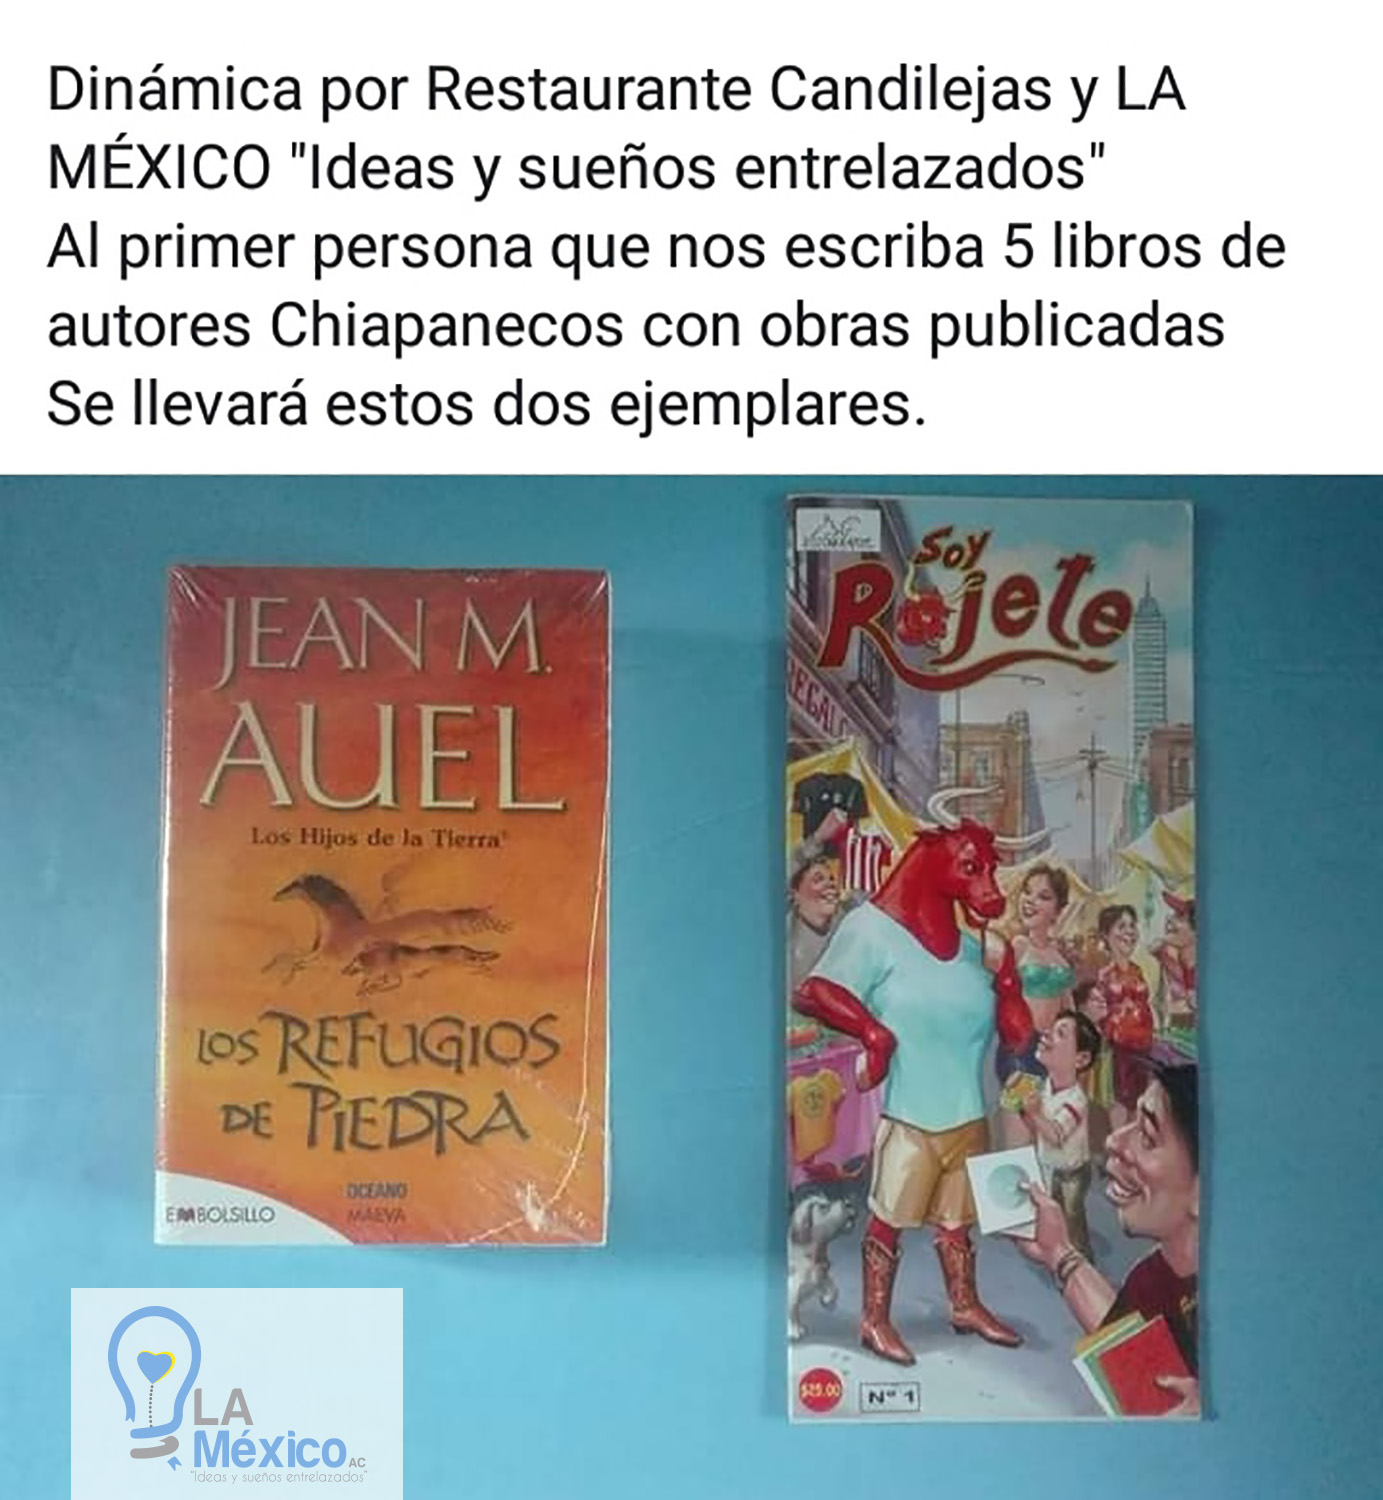 Dinámica por Restaurante Candilejas y LA
MÉXICO "Ideas y sueños entrelazados"
Al primer persona que nos escriba 5 libros de
autores Chiapanecos con obras publicadas
Se llevará estos dos ejemplares.
JEAN M.
AUEL
Los Hijos de la Tierra
LOS REFUGIOS
DE PIEDRA
OCEANO
MAEVA
EMBOLSILLO
Soy
Rojete
REGALO
$25.00
Nº 1
LA
México AC
"Ideas y sueños entrelazados"